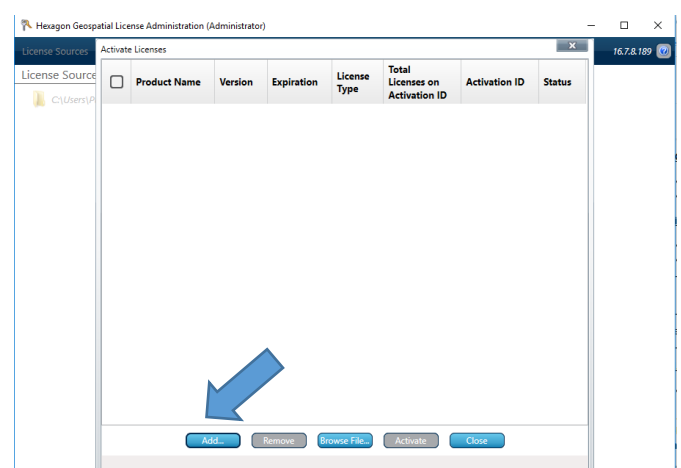 Hexagon Geospatial License Administration (Administrator)
License Sources
Activate Licenses
16.7.8.189
License Source
C:\Users\P
Product Name
Version
Expiration
License
Type
Total
Licenses on
Activation ID
Activation ID
Status
Add...
Remove
Browse File...
Activate
Close